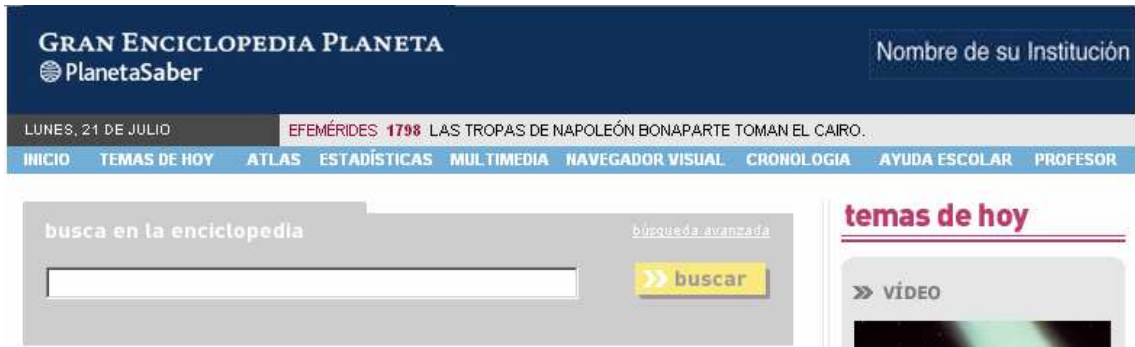 GRAN ENCICLOPEDIA PLANETA
PlanetaSaber
Nombre de su Institución
LUNES, 21 DE JULIO
EFEMÉRIDES 1798 LAS TROPAS DE NAPOLEÓN BONAPARTE TOMAN EL CAIRO.
INICIO TEMAS DE HOY ATLAS ESTADÍSTICAS MULTIMEDIA NAVEGADOR VISUAL CRONOLOGIA AYUDA ESCOLAR PROFESOR
busca en la enciclopedia
búsqueda avanzada
» buscar
temas de hoy
» VÍDEO